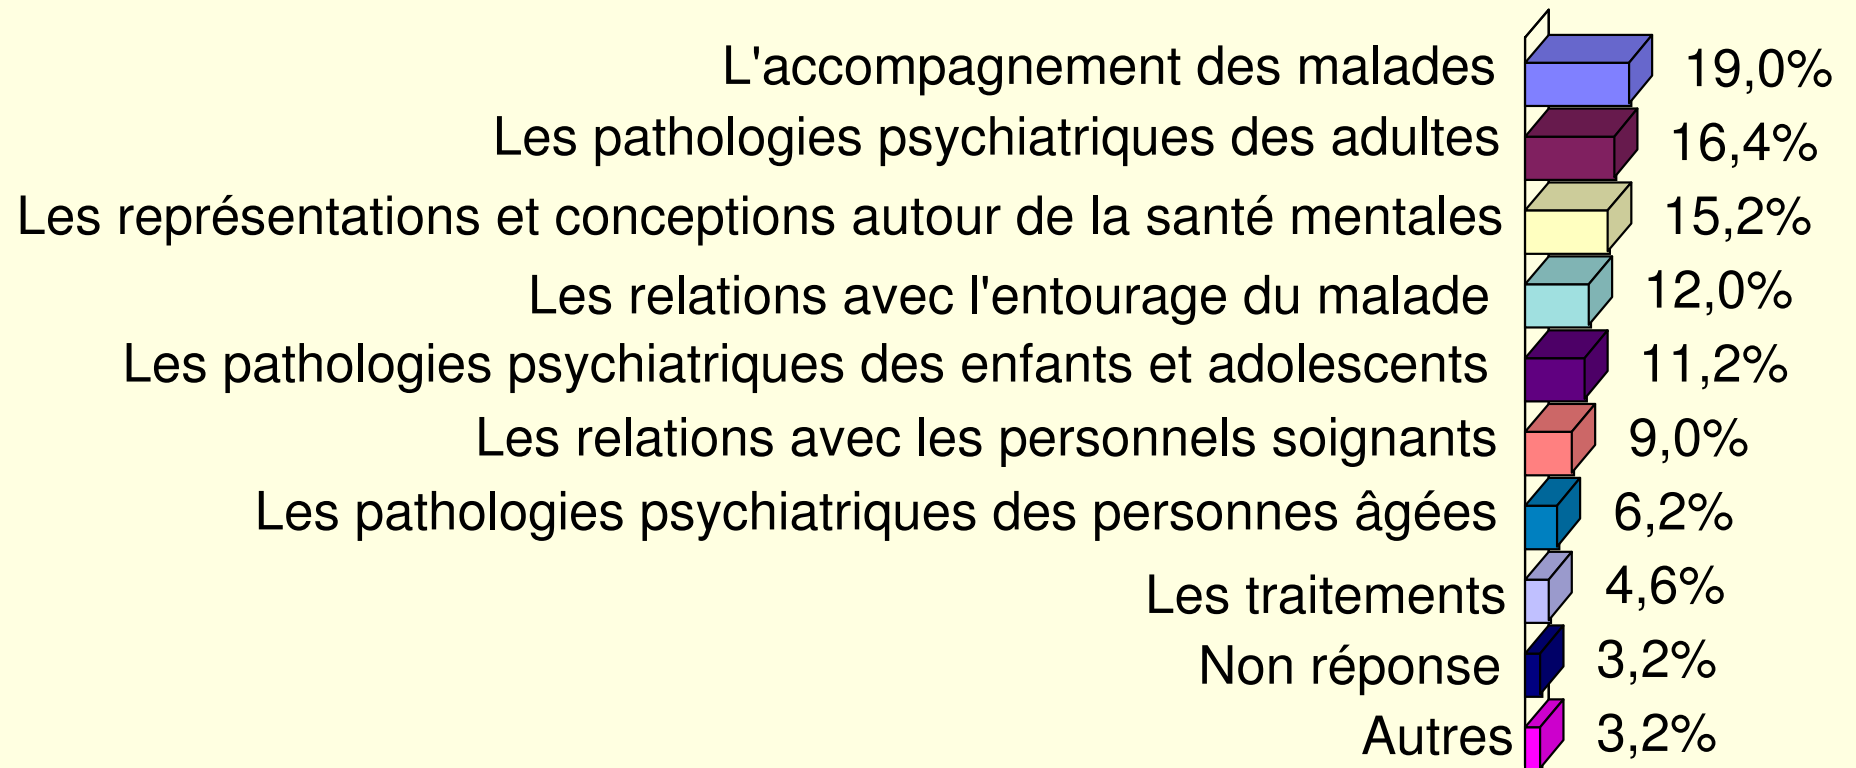 L'accompagnement des malades 19,0%
Les pathologies psychiatriques des adultes 16,4%
Les représentations et conceptions autour de la santé mentales 15,2%
Les relations avec l'entourage du malade 12,0%
Les pathologies psychiatriques des enfants et adolescents 11,2%
Les relations avec les personnels soignants 9,0%
Les pathologies psychiatriques des personnes âgées 6,2%
Les traitements 4,6%
Non réponse 3,2%
Autres 3,2%